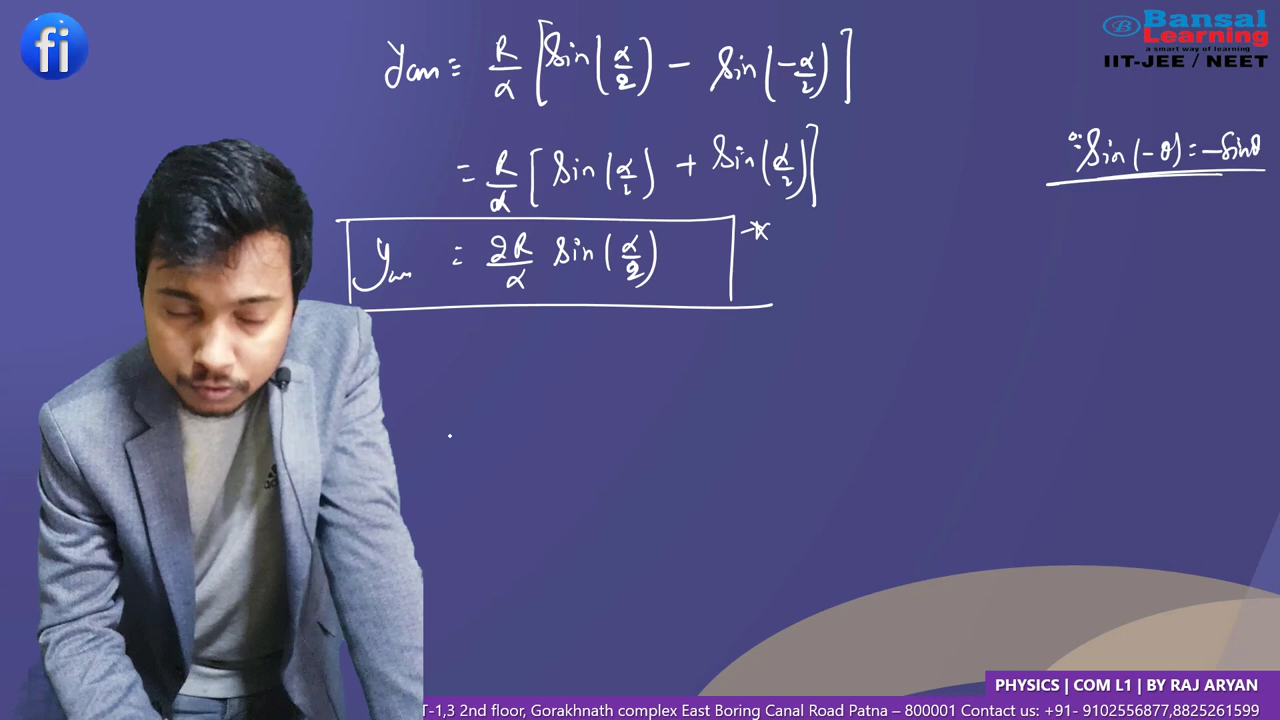 fi
Bansal
Learning
a smart way of learning
IIT-JEE / NEET
y_cm = R/α [Sin(α/2) - Sin(-α/2)]
= R/α [Sin(α/2) + Sin(α/2)]
∵ Sin(-θ) = -Sinθ
y_cm = 2R/α Sin(α/2)
PHYSICS | COM L1 | BY RAJ ARYAN
T-1,3 2nd floor, Gorakhnath complex East Boring Canal Road Patna – 800001 Contact us: +91- 9102556877,8825261599